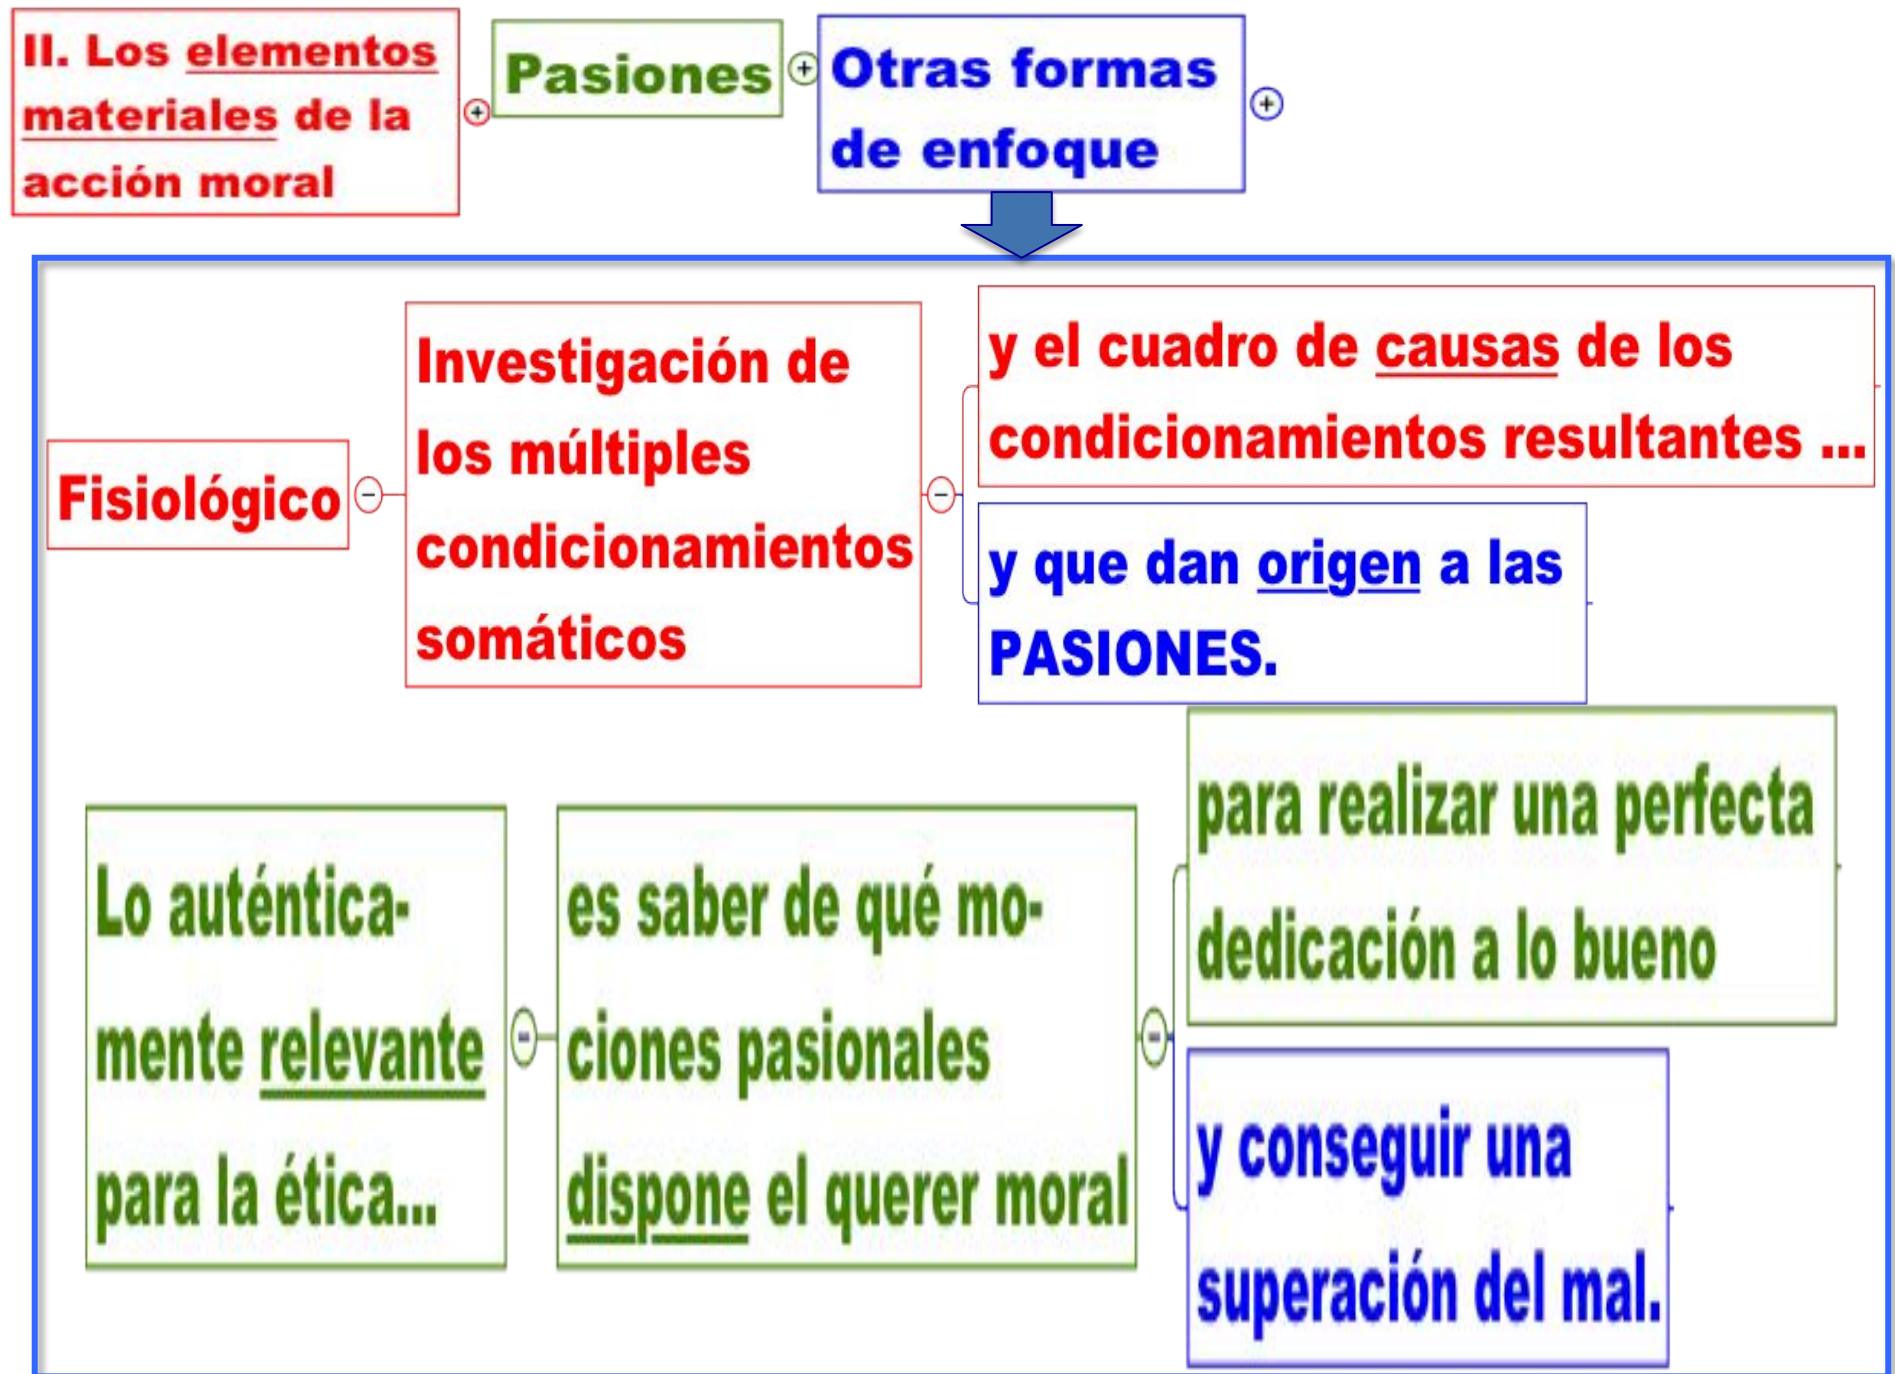 II. Los elementos
materiales de la
acción moral
Pasiones
Otras formas
de enfoque
Fisiológico
Investigación de
los múltiples
condicionamientos
somáticos
y el cuadro de causas de los
condicionamientos resultantes ...
y que dan origen a las
PASIONES.
Lo auténtica-
mente relevante
para la ética...
es saber de qué mo-
ciones pasionales
dispone el querer moral
para realizar una perfecta
dedicación a lo bueno
y conseguir una
superación del mal.